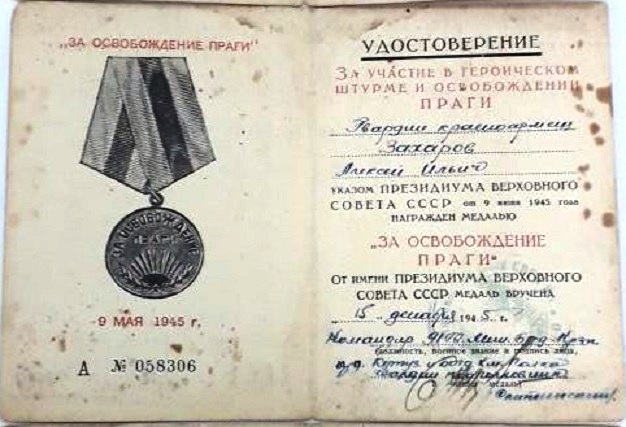 „ЗА ОСВОБОЖДЕНИЕ ПРАГИ"
ЗА ОСВОБОЖДЕНИЕ
ПРАГИ
9 МАЯ 1945 г.
А № 058306
УДОСТОВЕРЕНИЕ
ЗА УЧАСТИЕ В ГЕРОИЧЕСКОМ
ШТУРМЕ И ОСВОБОЖДЕНИИ
ПРАГИ
Гвардии красноармеец
Захаров
Алексей Ильич
УКАЗОМ ПРЕЗИДИУМА ВЕРХОВНОГО
СОВЕТА СССР от 9 июня 1945 года
НАГРАЖДЕН МЕДАЛЬЮ
„ЗА ОСВОБОЖДЕНИЕ
ПРАГИ"
ОТ ИМЕНИ ПРЕЗИДИУМА ВЕРХОВНОГО
СОВЕТА СССР МЕДАЛЬ ВРУЧЕНА
15 декабря 1945 г.
Командир
должность, воинское звание и подпись лица,
гвардии